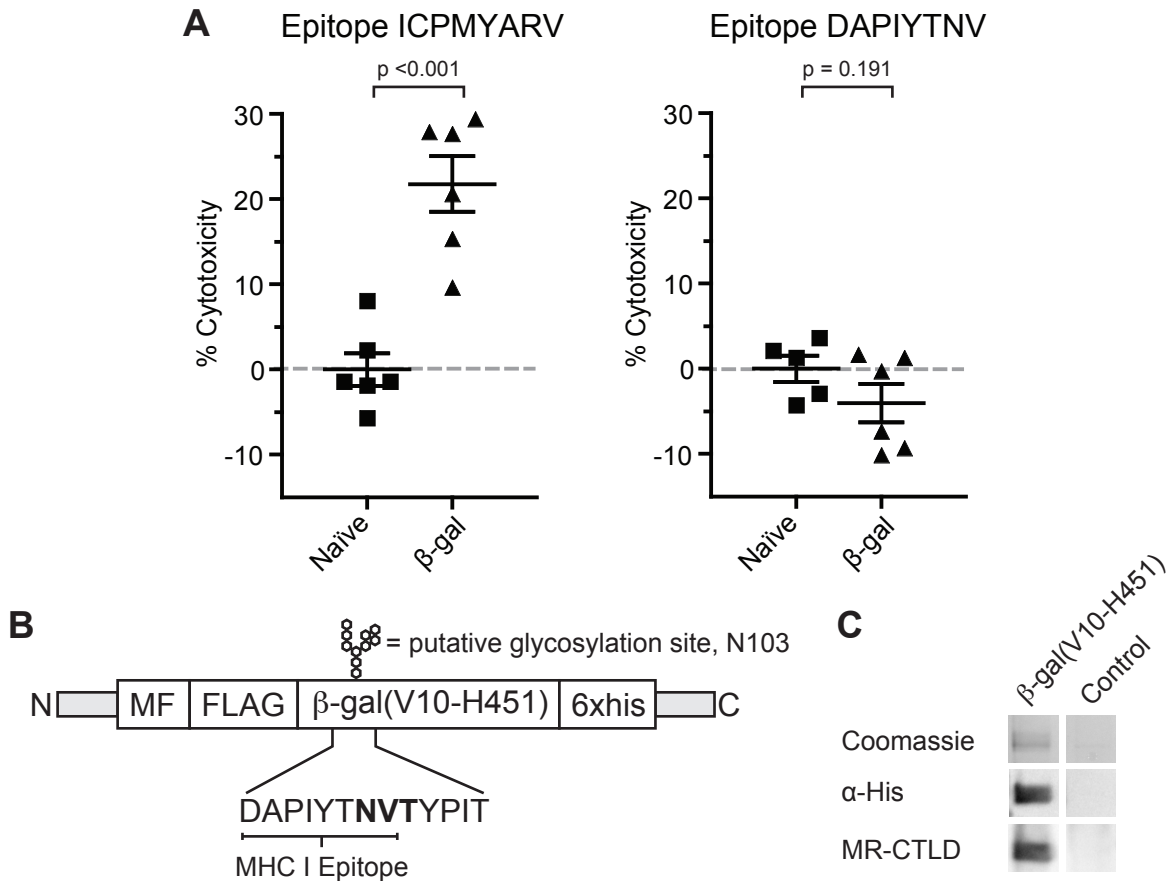 A
Epitope ICPMYARV
p <0.001
% Cytotoxicity
30
20
10
0
-10
Naïve
β-gal
Epitope DAPIYTNV
p = 0.191
% Cytotoxicity
30
20
10
0
-10
Naïve
β-gal
B
= putative glycosylation site, N103
N MF FLAG β-gal(V10-H451) 6xhis C
DAPIYTNVTYPIT
MHC I Epitope
C
β-gal(V10-H451)
Control
Coomassie
α-His
MR-CTLD